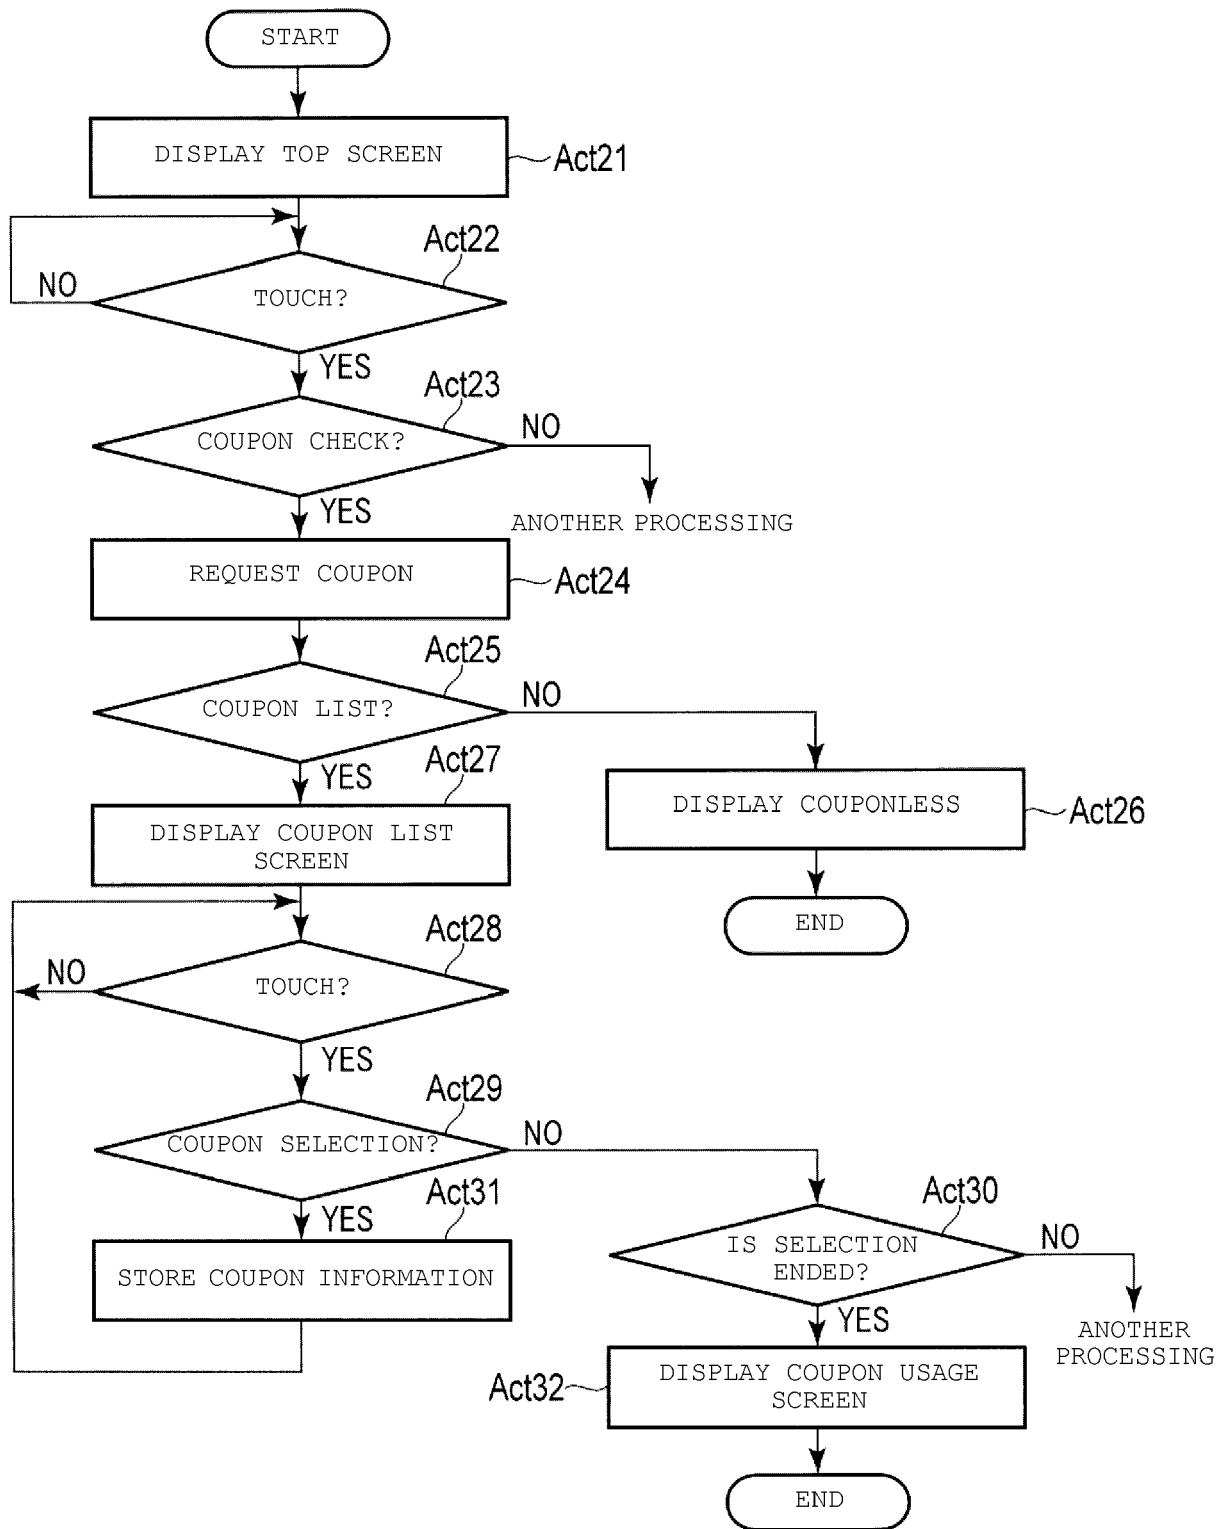 START
DISPLAY TOP SCREEN
Act21
Act22
NO
TOUCH?
YES
Act23
COUPON CHECK?
NO
YES
ANOTHER PROCESSING
REQUEST COUPON
Act24
Act25
COUPON LIST?
NO
YES
Act27
DISPLAY COUPON LIST
SCREEN
DISPLAY COUPONLESS
Act26
END
Act28
NO
TOUCH?
YES
Act29
COUPON SELECTION?
NO
YES
Act31
STORE COUPON INFORMATION
Act30
IS SELECTION
ENDED?
NO
YES
ANOTHER
PROCESSING
DISPLAY COUPON USAGE
SCREEN
Act32
END